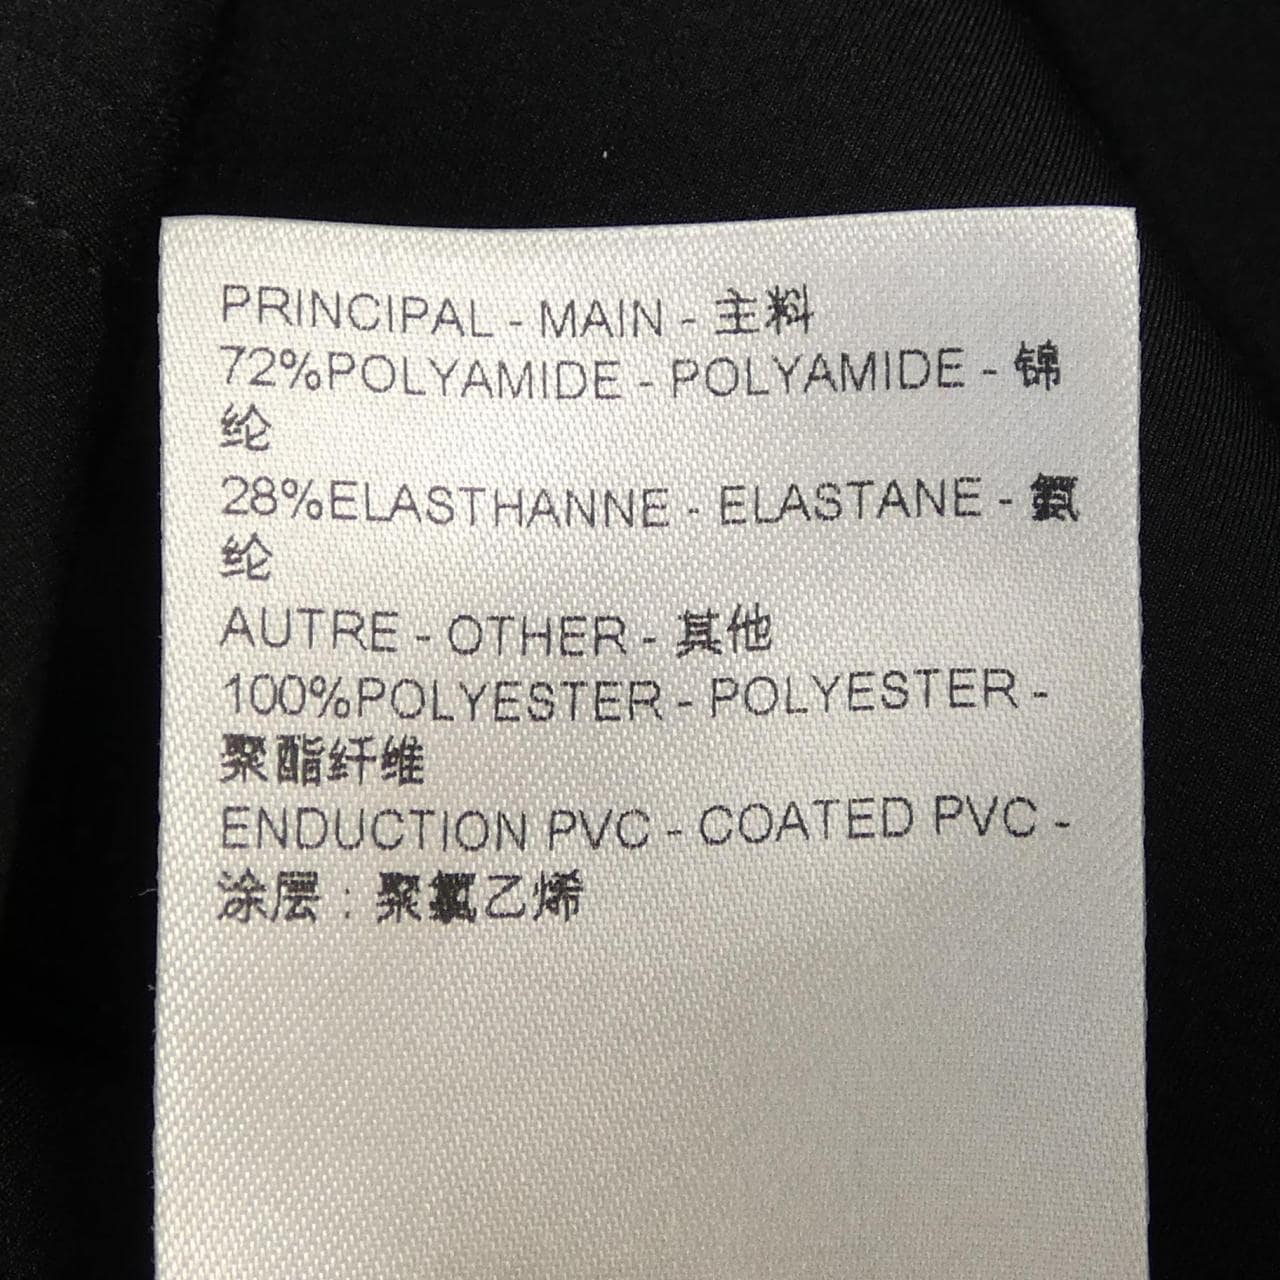 PRINCIPAL - MAIN - 主料
72%POLYAMIDE - POLYAMIDE - 锦
纶
28%ELASTHANNE - ELASTANE - 氨
纶
AUTRE - OTHER - 其他
100%POLYESTER - POLYESTER -
聚酯纤维
ENDUCTION PVC - COATED PVC -
涂层 : 聚氯乙烯